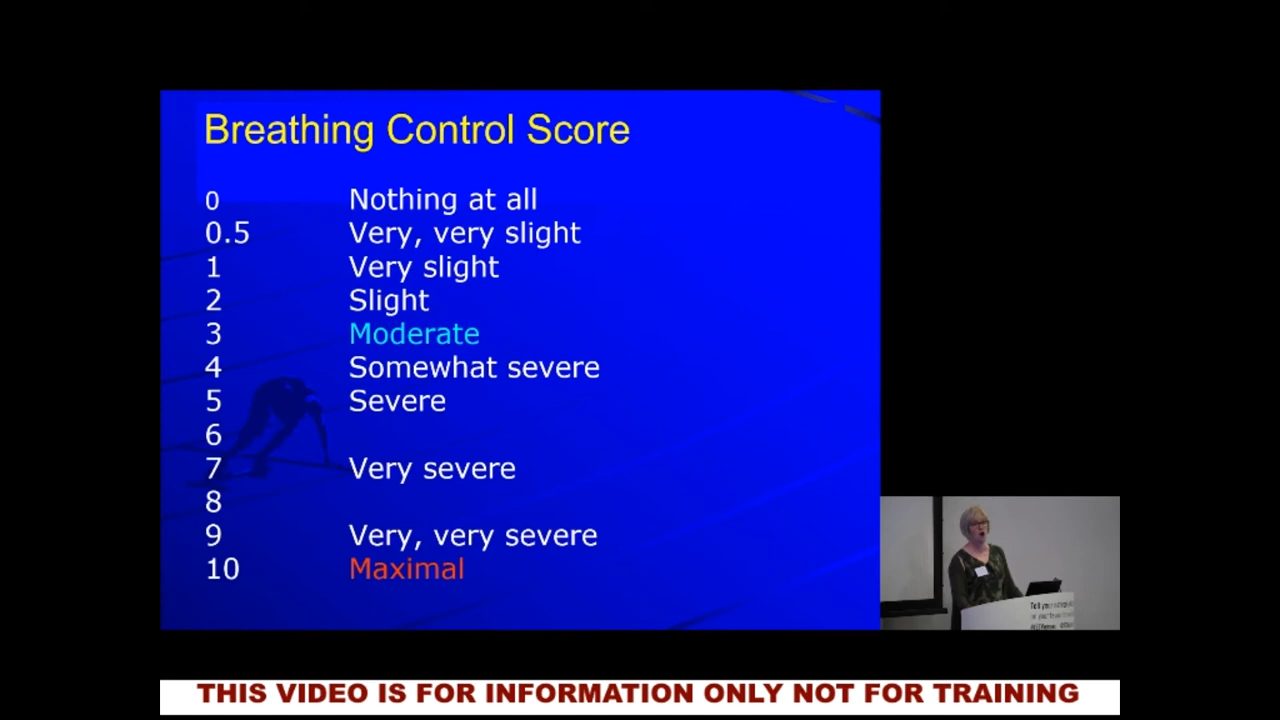 Breathing Control Score
0 Nothing at all
0.5 Very, very slight
1 Very slight
2 Slight
3 Moderate
4 Somewhat severe
5 Severe
6
7 Very severe
8
9 Very, very severe
10 Maximal
Tell your
THIS VIDEO IS FOR INFORMATION ONLY NOT FOR TRAINING